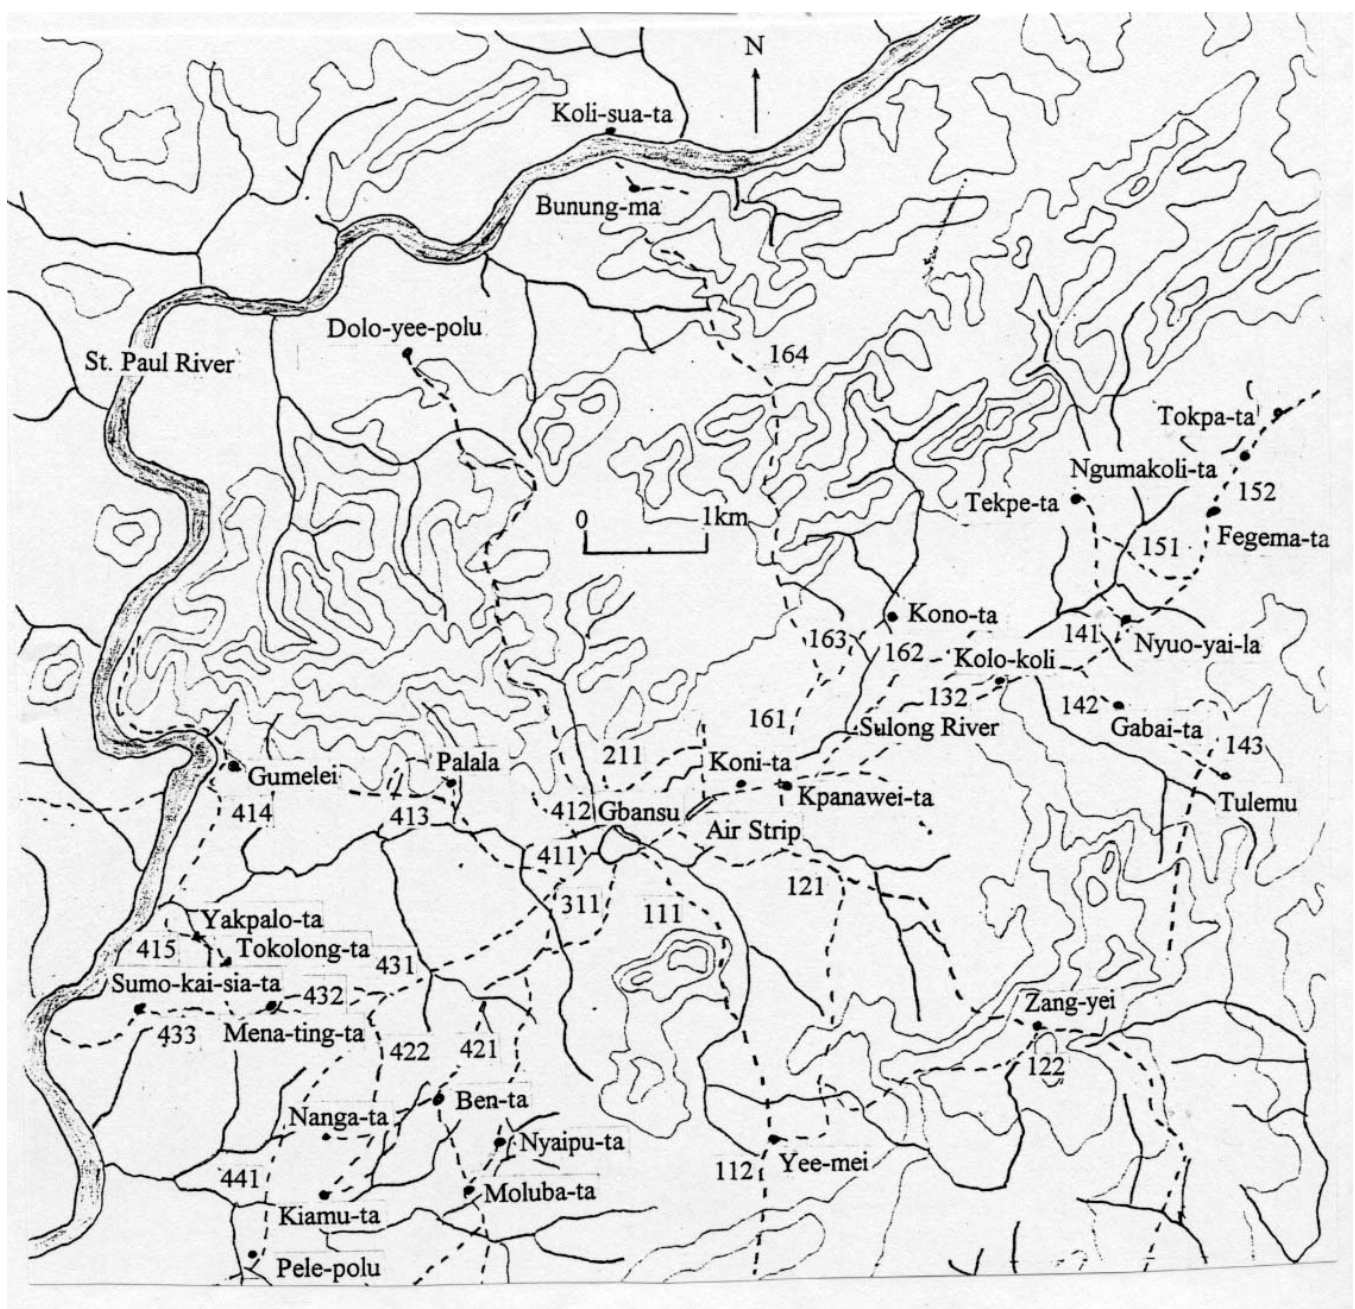 N
Koli-sua-ta
Bunung-ma
Dolo-yee-polu
St. Paul River
164
Tokpa-ta
Ngumakoli-ta
152
Tekpe-ta
0 1km
151
Fegema-ta
Kono-ta
163
162
141
Kolo-koli
Nyuo-yai-la
132
161
142
Sulong River
Gabai-ta
143
211
Palala
Koni-ta
Gumelei
Kpanawei-ta
Tulemu
414
413
412
Gbansu
Air Strip
411
121
311
111
Yakpalo-ta
415
Tokolong-ta
431
Sumo-kai-sia-ta
432
Zang-yei
433
Mena-ting-ta
422
421
122
Ben-ta
Nanga-ta
Nyaipu-ta
441
112
Yee-mei
Moluba-ta
Kiamu-ta
Pele-polu